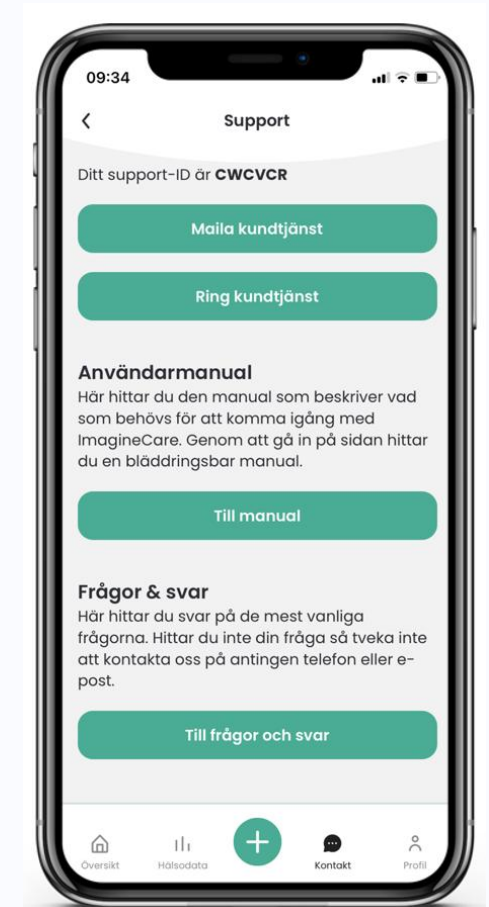 09:34
Support
Ditt support-ID är CWCVCR
Maila kundtjänst
Ring kundtjänst
Användarmanual
Här hittar du den manual som beskriver vad
som behövs för att komma igång med
ImagineCare. Genom att gå in på sidan hittar
du en bläddringsbar manual.
Till manual
Frågor & svar
Här hittar du svar på de mest vanliga
frågorna. Hittar du inte din fråga så tveka inte
att kontakta oss på antingen telefon eller e-
post.
Till frågor och svar
Översikt
Hälsodata
Kontakt
Profil